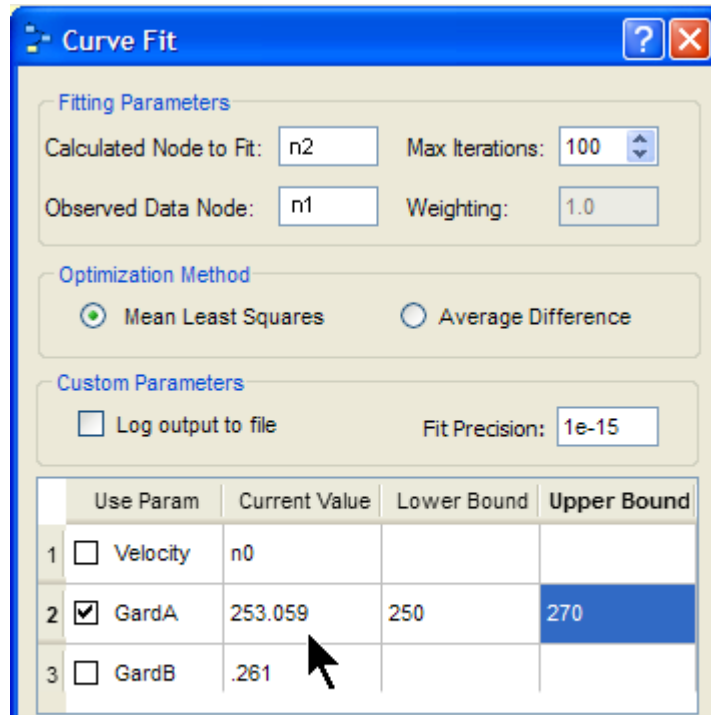 Curve Fit
Fitting Parameters
Calculated Node to Fit: n2 Max Iterations: 100
Observed Data Node: n1 Weighting: 1.0
Optimization Method
Mean Least Squares Average Difference
Custom Parameters
Log output to file Fit Precision: 1e-15
Use Param Current Value Lower Bound Upper Bound
1 Velocity n0
2 GardA 253.059 250 270
3 GardB .261